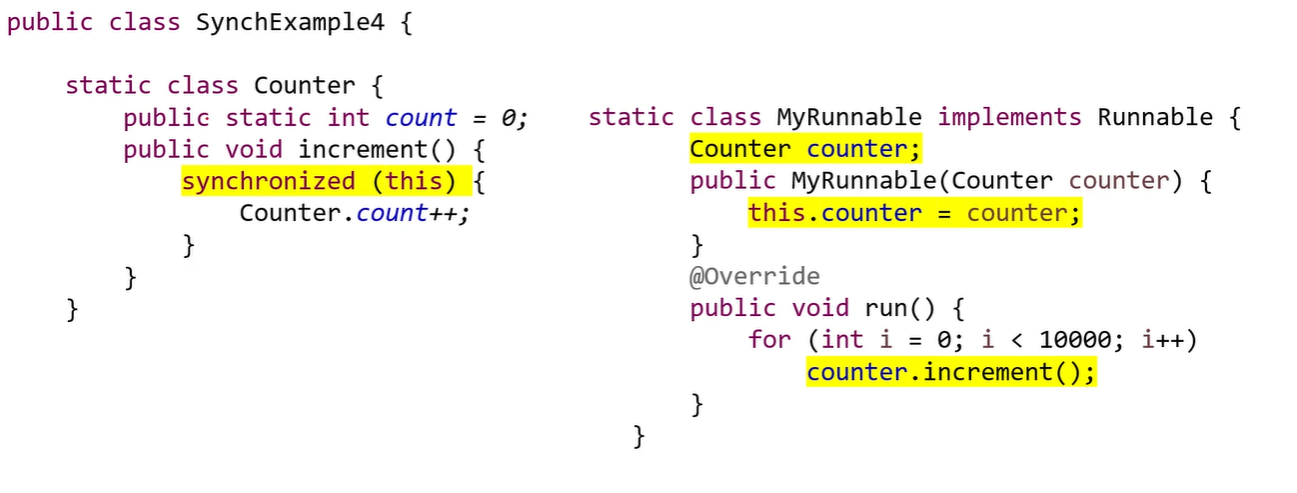 public class SynchExample4 {
static class Counter {
public static int count = 0;
public void increment() {
synchronized (this) {
Counter.count++;
}
}
}
static class MyRunnable implements Runnable {
Counter counter;
public MyRunnable(Counter counter) {
this.counter = counter;
}
@Override
public void run() {
for (int i = 0; i < 10000; i++)
counter.increment();
}
}